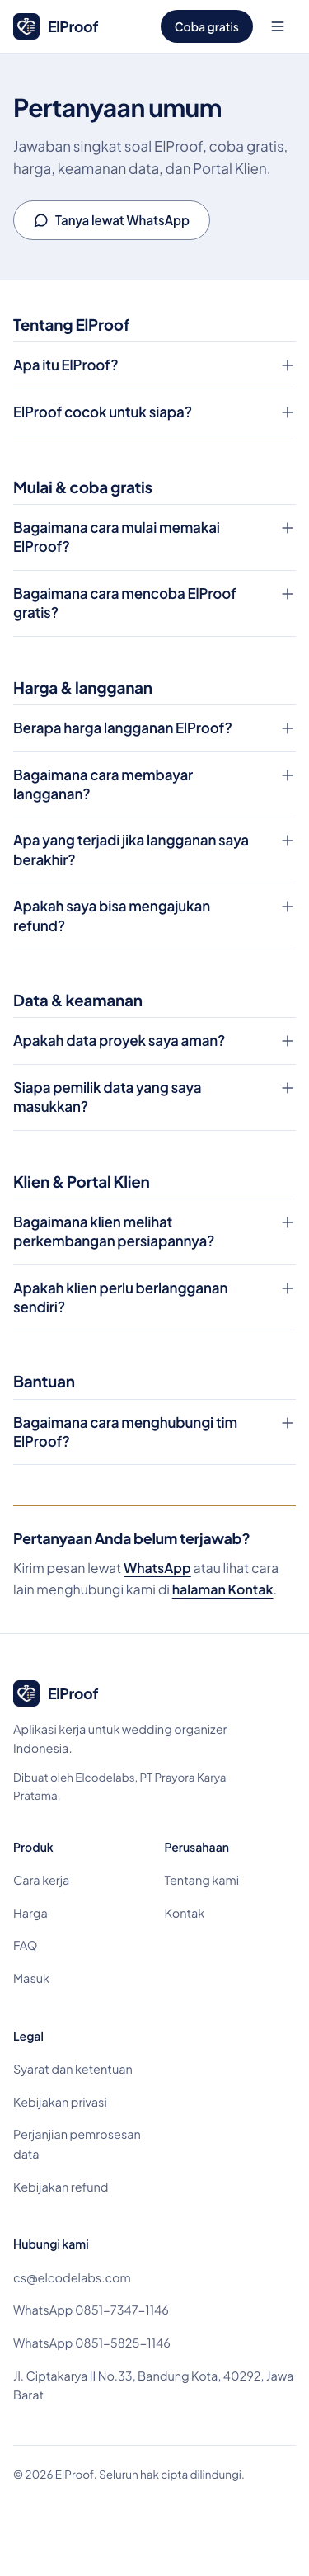 ElProof
Coba gratis
Pertanyaan umum
Jawaban singkat soal ElProof, coba gratis,
harga, keamanan data, dan Portal Klien.
Tanya lewat WhatsApp
Tentang ElProof
Apa itu ElProof?
ElProof cocok untuk siapa?
Mulai & coba gratis
Bagaimana cara mulai memakai
ElProof?
Bagaimana cara mencoba ElProof
gratis?
Harga & langganan
Berapa harga langganan ElProof?
Bagaimana cara membayar
langganan?
Apa yang terjadi jika langganan saya
berakhir?
Apakah saya bisa mengajukan
refund?
Data & keamanan
Apakah data proyek saya aman?
Siapa pemilik data yang saya
masukkan?
Klien & Portal Klien
Bagaimana klien melihat
perkembangan persiapannya?
Apakah klien perlu berlangganan
sendiri?
Bantuan
Bagaimana cara menghubungi tim
ElProof?
Pertanyaan Anda belum terjawab?
Kirim pesan lewat WhatsApp atau lihat cara
lain menghubungi kami di halaman Kontak.
ElProof
Aplikasi kerja untuk wedding organizer
Indonesia.
Dibuat oleh Elcodelabs, PT Prayora Karya
Pratama.
Produk
Cara kerja
Harga
FAQ
Masuk
Perusahaan
Tentang kami
Kontak
Legal
Syarat dan ketentuan
Kebijakan privasi
Perjanjian pemrosesan
data
Kebijakan refund
Hubungi kami
cs@elcodelabs.com
WhatsApp 0851-7347-1146
WhatsApp 0851-5825-1146
Jl. Ciptakarya II No.33, Bandung Kota, 40292, Jawa
Barat
© 2026 ElProof. Seluruh hak cipta dilindungi.